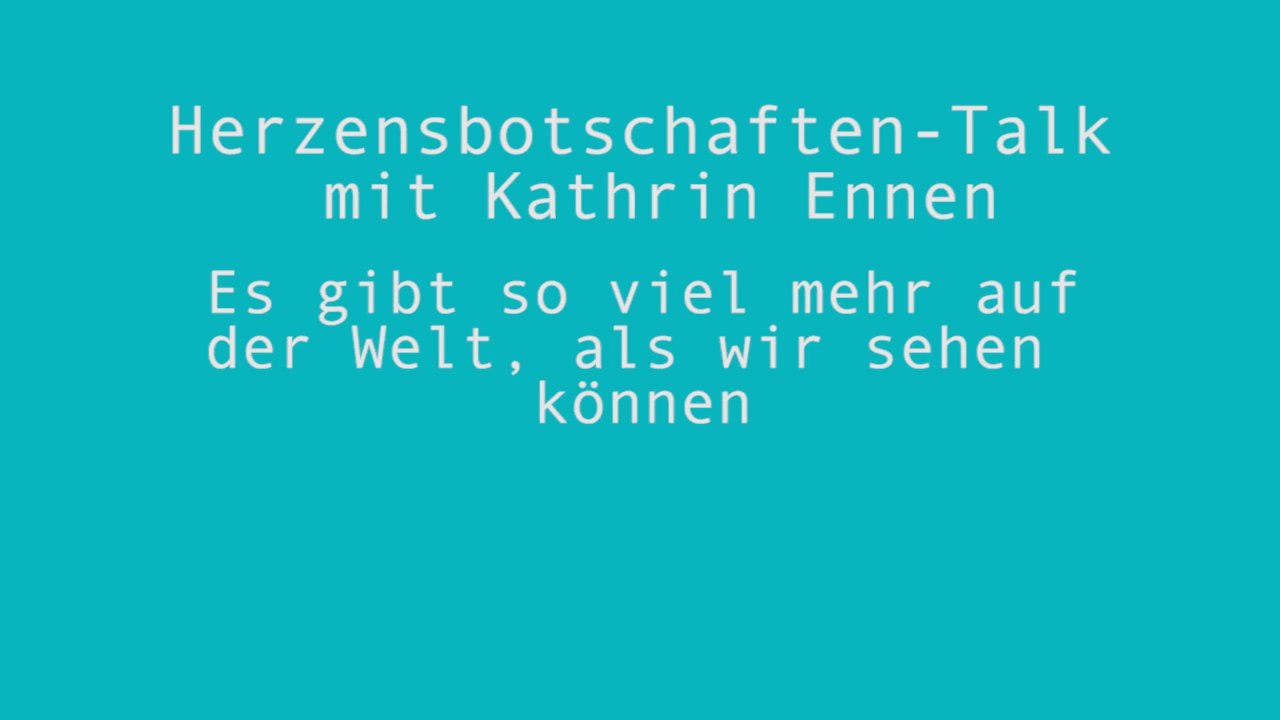 Herzensbotschaften-Talk
mit Kathrin Ennen
Es gibt so viel mehr auf
der Welt, als wir sehen
können